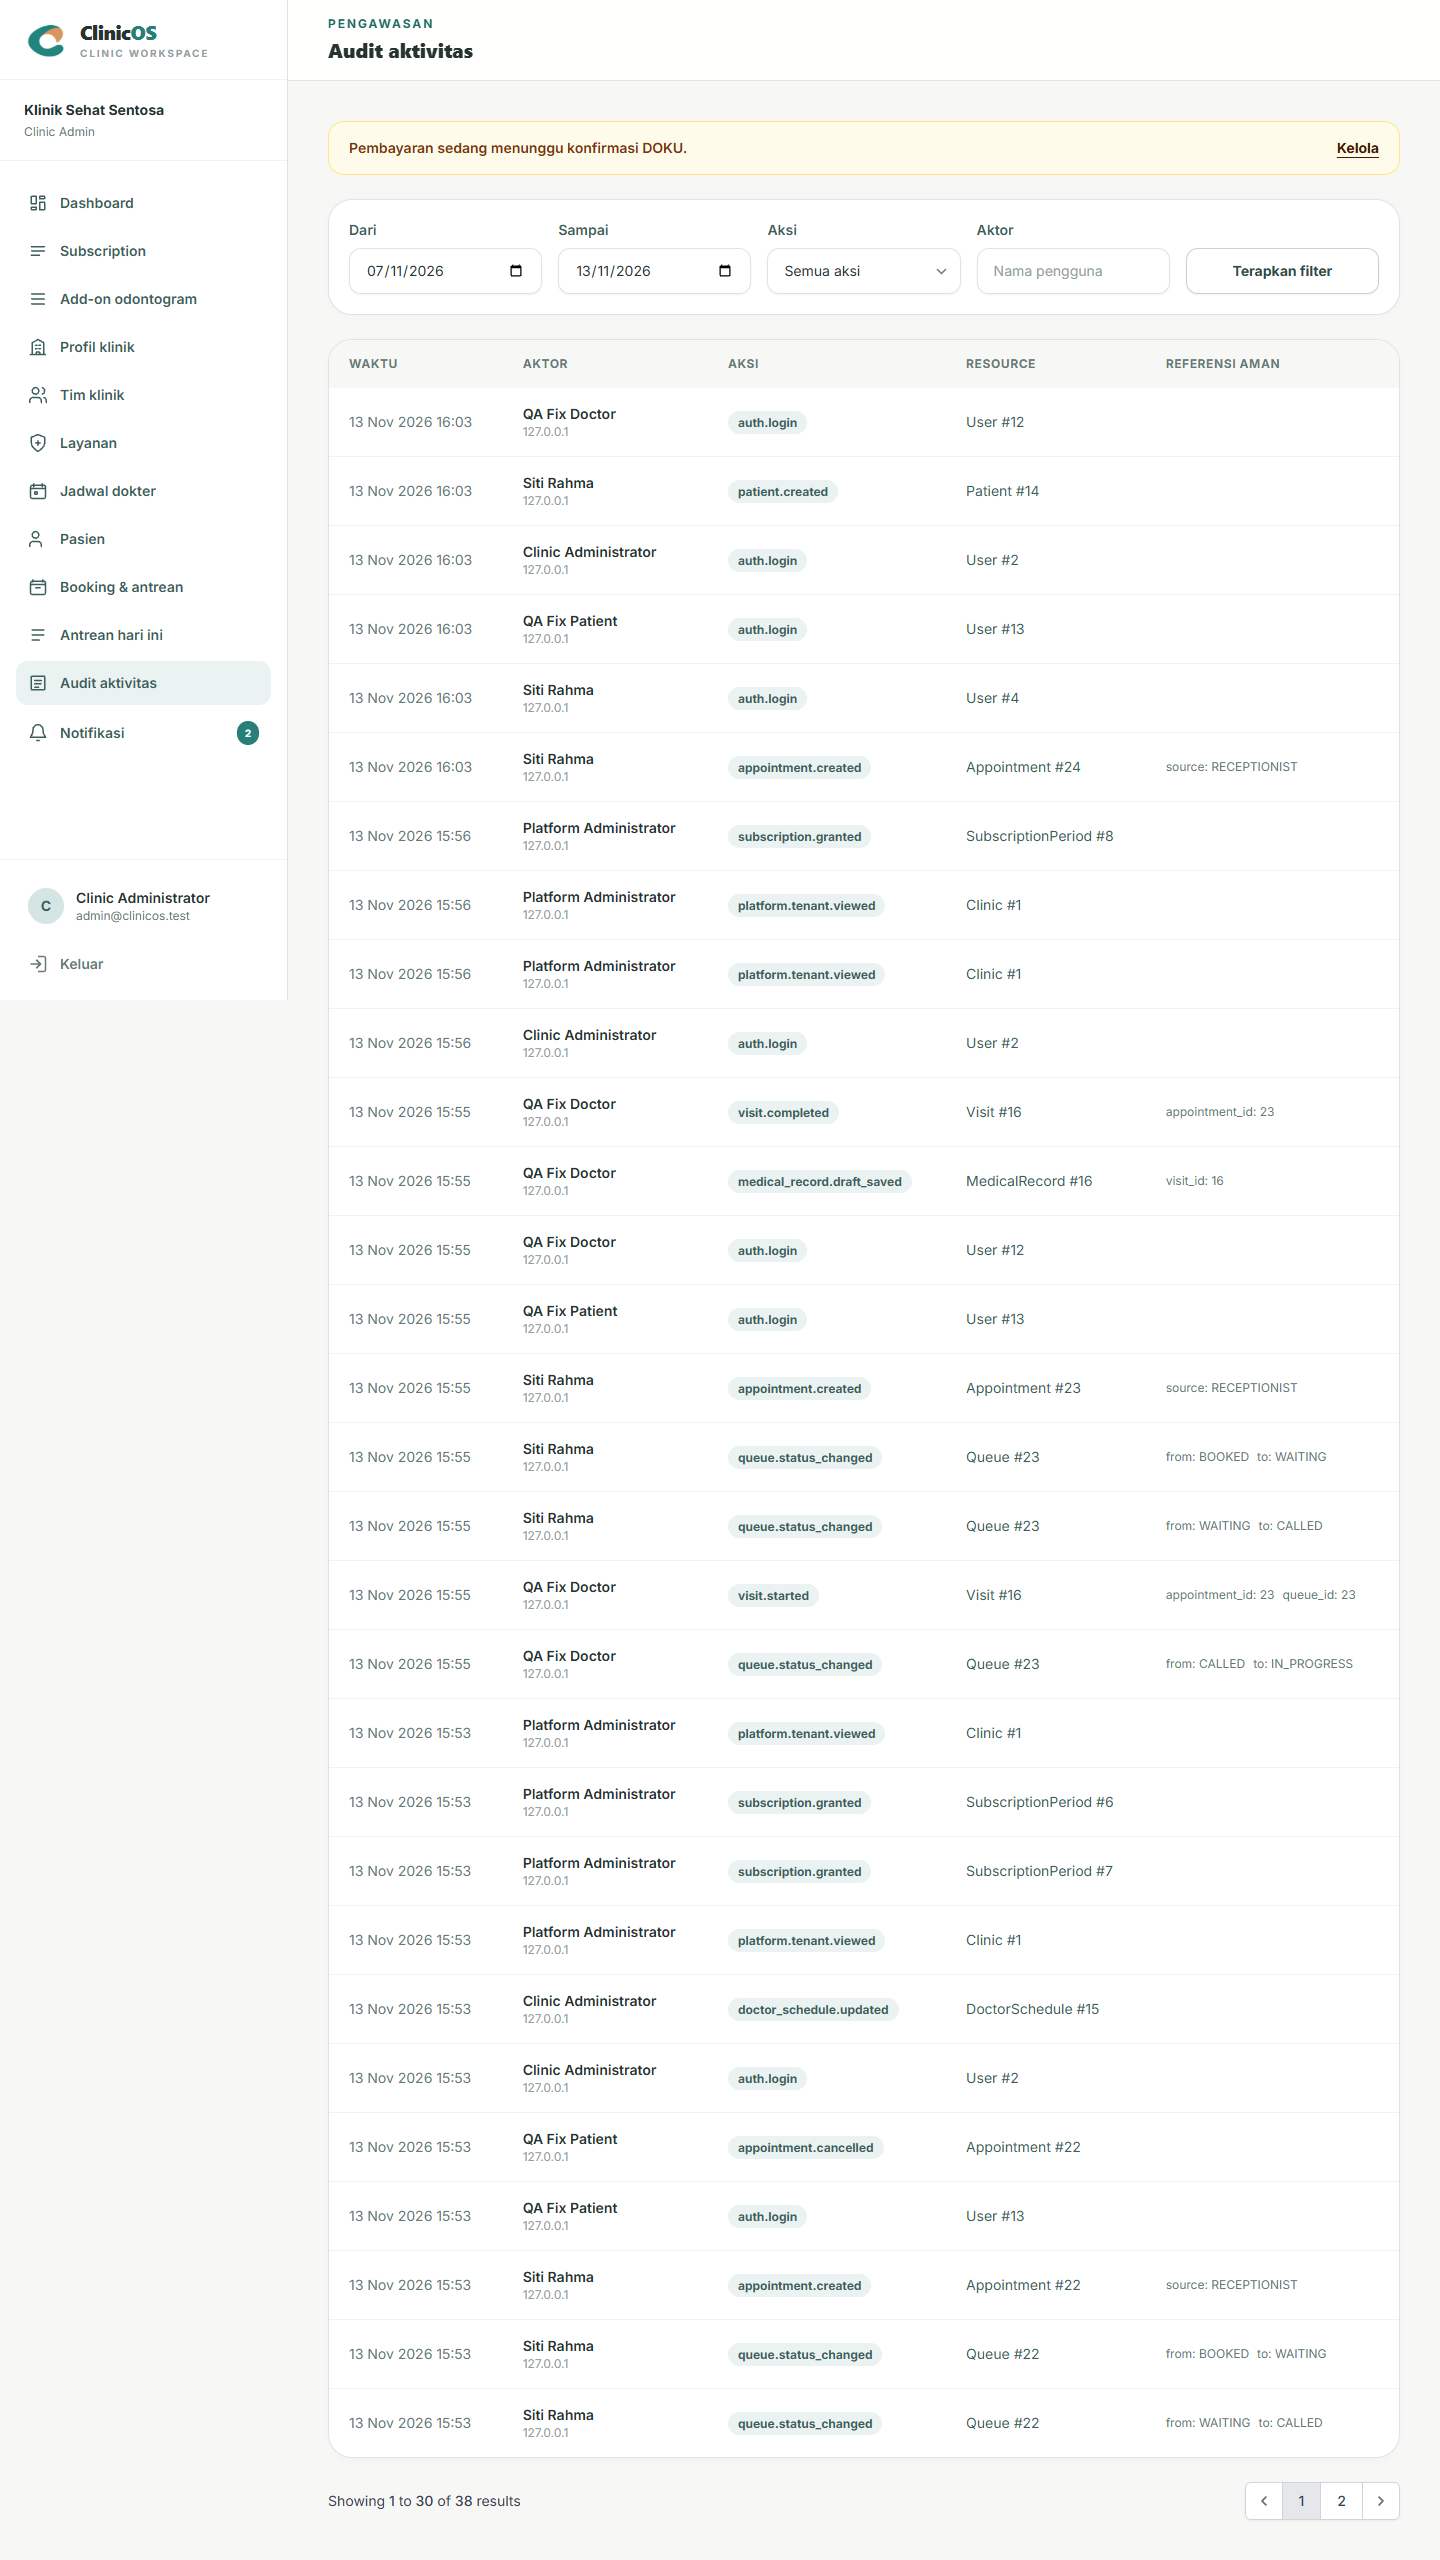 ClinicOS
CLINIC WORKSPACE
Klinik Sehat Sentosa
Clinic Admin
Dashboard
Subscription
Add-on odontogram
Profil klinik
Tim klinik
Layanan
Jadwal dokter
Pasien
Booking & antrean
Antrean hari ini
Audit aktivitas
Notifikasi 2
C
Clinic Administrator
admin@clinicos.test
Keluar
PENGAWASAN
Audit aktivitas
Pembayaran sedang menunggu konfirmasi DOKU. Kelola
Dari Sampai Aksi Aktor
07/11/2026 13/11/2026 Semua aksi Nama pengguna Terapkan filter
WAKTU AKTOR AKSI RESOURCE REFERENSI AMAN
13 Nov 2026 16:03 QA Fix Doctor auth.login User #12
127.0.0.1
13 Nov 2026 16:03 Siti Rahma patient.created Patient #14
127.0.0.1
13 Nov 2026 16:03 Clinic Administrator auth.login User #2
127.0.0.1
13 Nov 2026 16:03 QA Fix Patient auth.login User #13
127.0.0.1
13 Nov 2026 16:03 Siti Rahma auth.login User #4
127.0.0.1
13 Nov 2026 16:03 Siti Rahma appointment.created Appointment #24 source: RECEPTIONIST
127.0.0.1
13 Nov 2026 15:56 Platform Administrator subscription.granted SubscriptionPeriod #8
127.0.0.1
13 Nov 2026 15:56 Platform Administrator platform.tenant.viewed Clinic #1
127.0.0.1
13 Nov 2026 15:56 Platform Administrator platform.tenant.viewed Clinic #1
127.0.0.1
13 Nov 2026 15:56 Clinic Administrator auth.login User #2
127.0.0.1
13 Nov 2026 15:55 QA Fix Doctor visit.completed Visit #16 appointment_id: 23
127.0.0.1
13 Nov 2026 15:55 QA Fix Doctor medical_record.draft_saved MedicalRecord #16 visit_id: 16
127.0.0.1
13 Nov 2026 15:55 QA Fix Doctor auth.login User #12
127.0.0.1
13 Nov 2026 15:55 QA Fix Patient auth.login User #13
127.0.0.1
13 Nov 2026 15:55 Siti Rahma appointment.created Appointment #23 source: RECEPTIONIST
127.0.0.1
13 Nov 2026 15:55 Siti Rahma queue.status_changed Queue #23 from: BOOKED to: WAITING
127.0.0.1
13 Nov 2026 15:55 Siti Rahma queue.status_changed Queue #23 from: WAITING to: CALLED
127.0.0.1
13 Nov 2026 15:55 QA Fix Doctor visit.started Visit #16 appointment_id: 23 queue_id: 23
127.0.0.1
13 Nov 2026 15:55 QA Fix Doctor queue.status_changed Queue #23 from: CALLED to: IN_PROGRESS
127.0.0.1
13 Nov 2026 15:53 Platform Administrator platform.tenant.viewed Clinic #1
127.0.0.1
13 Nov 2026 15:53 Platform Administrator subscription.granted SubscriptionPeriod #6
127.0.0.1
13 Nov 2026 15:53 Platform Administrator subscription.granted SubscriptionPeriod #7
127.0.0.1
13 Nov 2026 15:53 Platform Administrator platform.tenant.viewed Clinic #1
127.0.0.1
13 Nov 2026 15:53 Clinic Administrator doctor_schedule.updated DoctorSchedule #15
127.0.0.1
13 Nov 2026 15:53 Clinic Administrator auth.login User #2
127.0.0.1
13 Nov 2026 15:53 QA Fix Patient appointment.cancelled Appointment #22
127.0.0.1
13 Nov 2026 15:53 QA Fix Patient auth.login User #13
127.0.0.1
13 Nov 2026 15:53 Siti Rahma appointment.created Appointment #22 source: RECEPTIONIST
127.0.0.1
13 Nov 2026 15:53 Siti Rahma queue.status_changed Queue #22 from: BOOKED to: WAITING
127.0.0.1
13 Nov 2026 15:53 Siti Rahma queue.status_changed Queue #22 from: WAITING to: CALLED
127.0.0.1
Showing 1 to 30 of 38 results 1 2